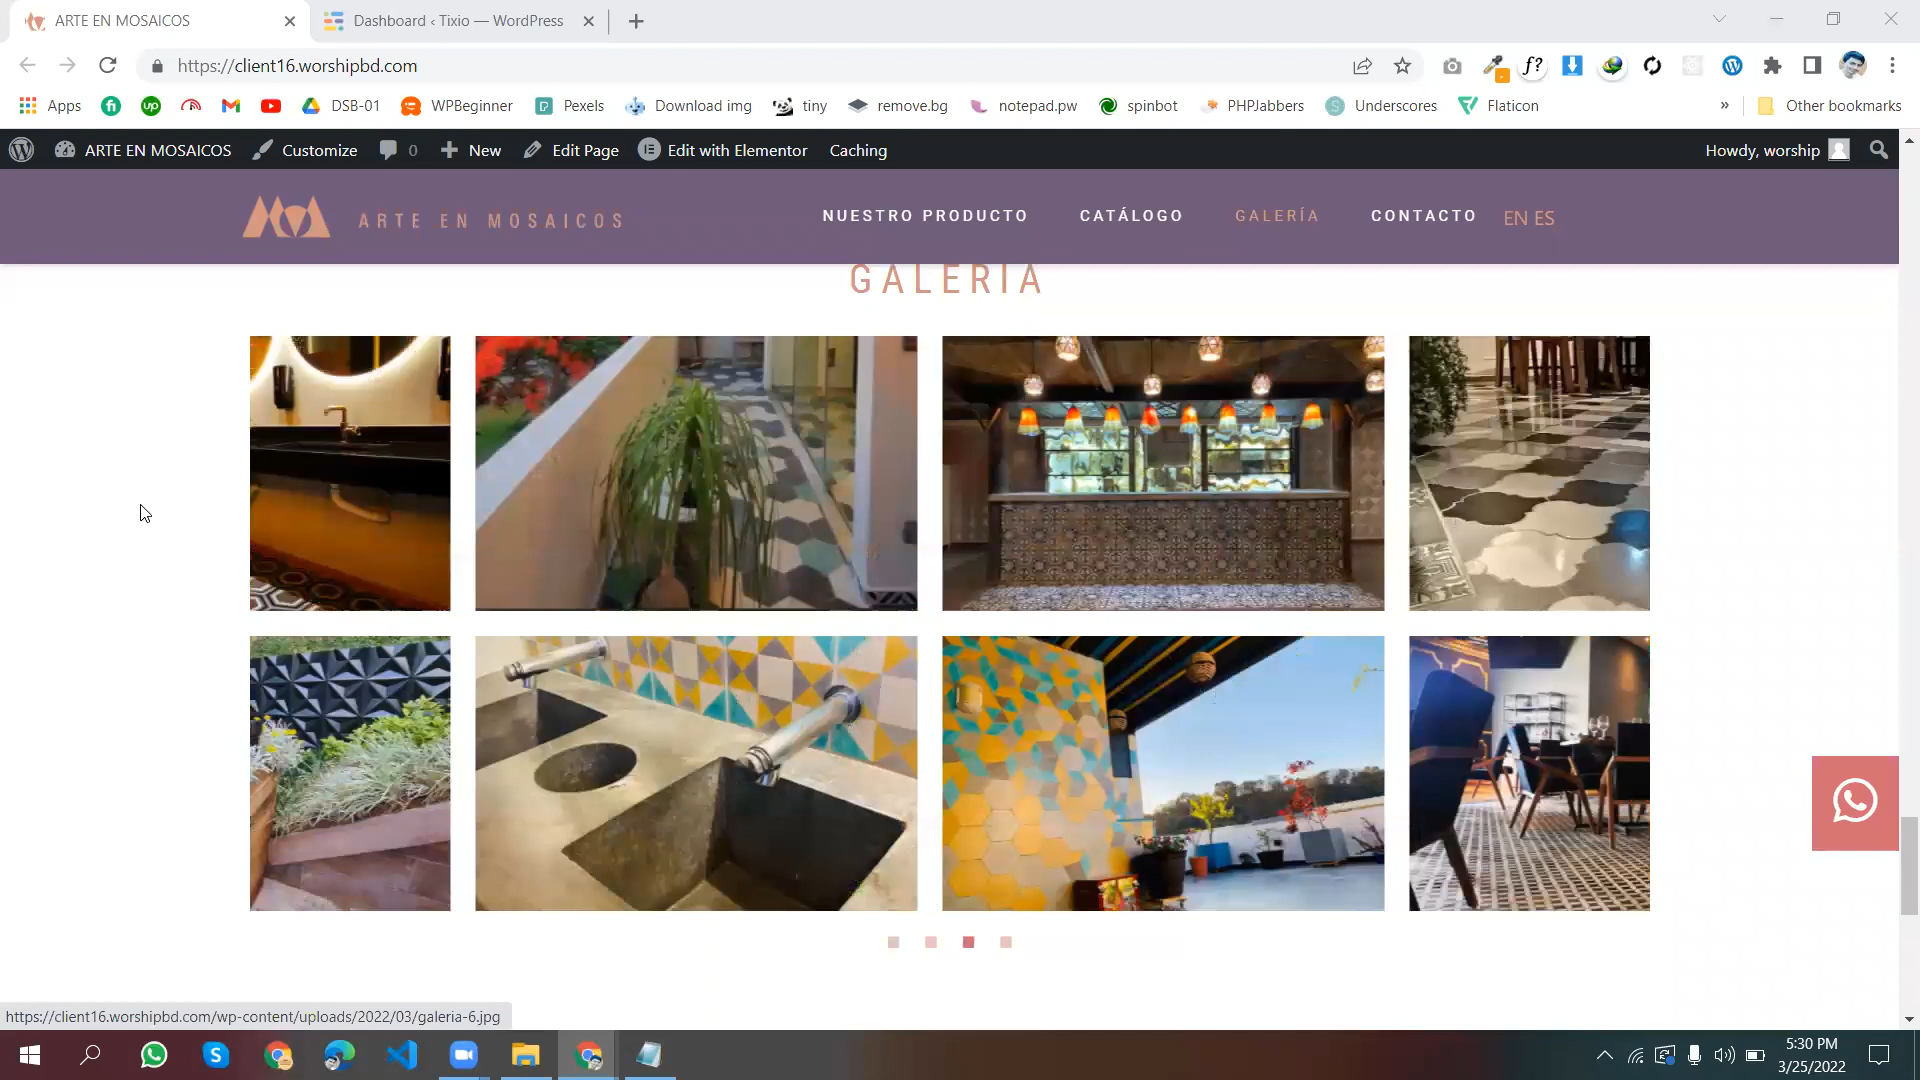 ARTE EN MOSAICOS
Dashboard ‹ Tixio — WordPress
https://client16.worshipbd.com
Apps
DSB-01
WPBeginner
Pexels
Download img
tiny
remove.bg
notepad.pw
spinbot
PHPJabbers
Underscores
Flaticon
»
Other bookmarks
ARTE EN MOSAICOS
Customize
0
New
Edit Page
Edit with Elementor
Caching
Howdy, worship
ARTE EN MOSAICOS
NUESTRO PRODUCTO
CATÁLOGO
GALERÍA
CONTACTO
EN ES
GALERIA
https://client16.worshipbd.com/wp-content/uploads/2022/03/galeria-6.jpg
5:30 PM
3/25/2022